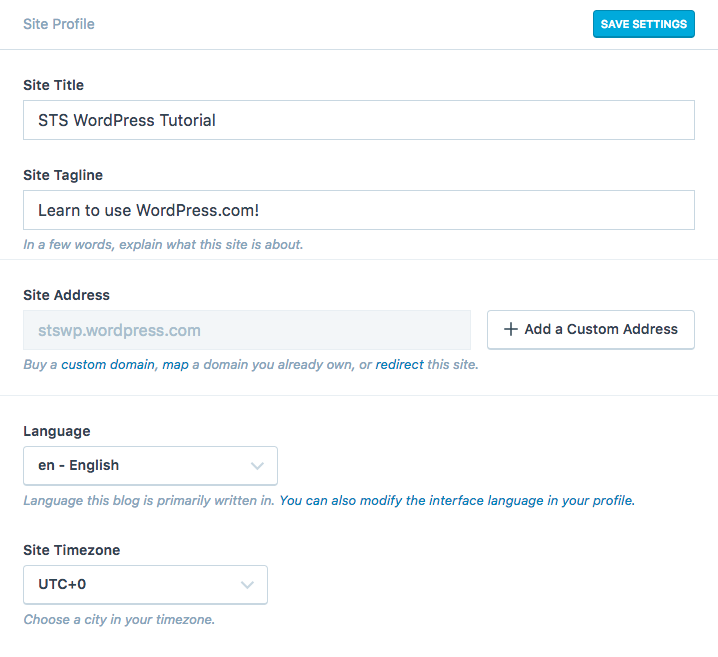 Site Profile
SAVE SETTINGS
Site Title
STS WordPress Tutorial
Site Tagline
Learn to use WordPress.com!
In a few words, explain what this site is about.
Site Address
stswp.wordpress.com
+ Add a Custom Address
Buy a custom domain, map a domain you already own, or redirect this site.
Language
en - English
Language this blog is primarily written in. You can also modify the interface language in your profile.
Site Timezone
UTC+0
Choose a city in your timezone.